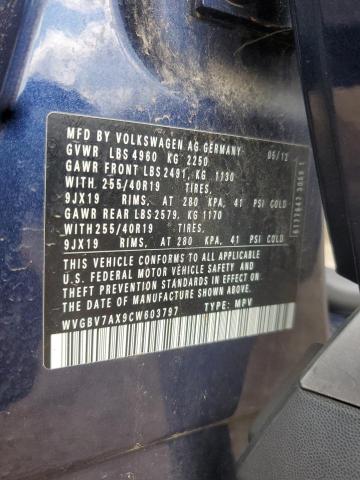 MFD BY VOLKSWAGEN AG GERMANY 05/12
GVWR LBS 4960 KG 2250
GAWR FRONT LBS 2491, KG 1130
WITH 255/40R19 TIRES,
9JX19 RIMS, AT 280 KPA, 41 PSI COLD
GAWR REAR LBS 2579, KG 1170
WITH 255/40R19 TIRES,
9JX19 RIMS, AT 280 KPA, 41 PSI COLD
THIS VEHICLE CONFORMS TO ALL APPLICABLE
U.S. FEDERAL MOTOR VEHICLE SAFETY AND
THEFT PREVENTION STANDARDS IN EFFECT ON
THE DATE OF MANUFACTURE SHOWN ABOVE.
WVGBV7AX9CW603797 TYPE: MPV